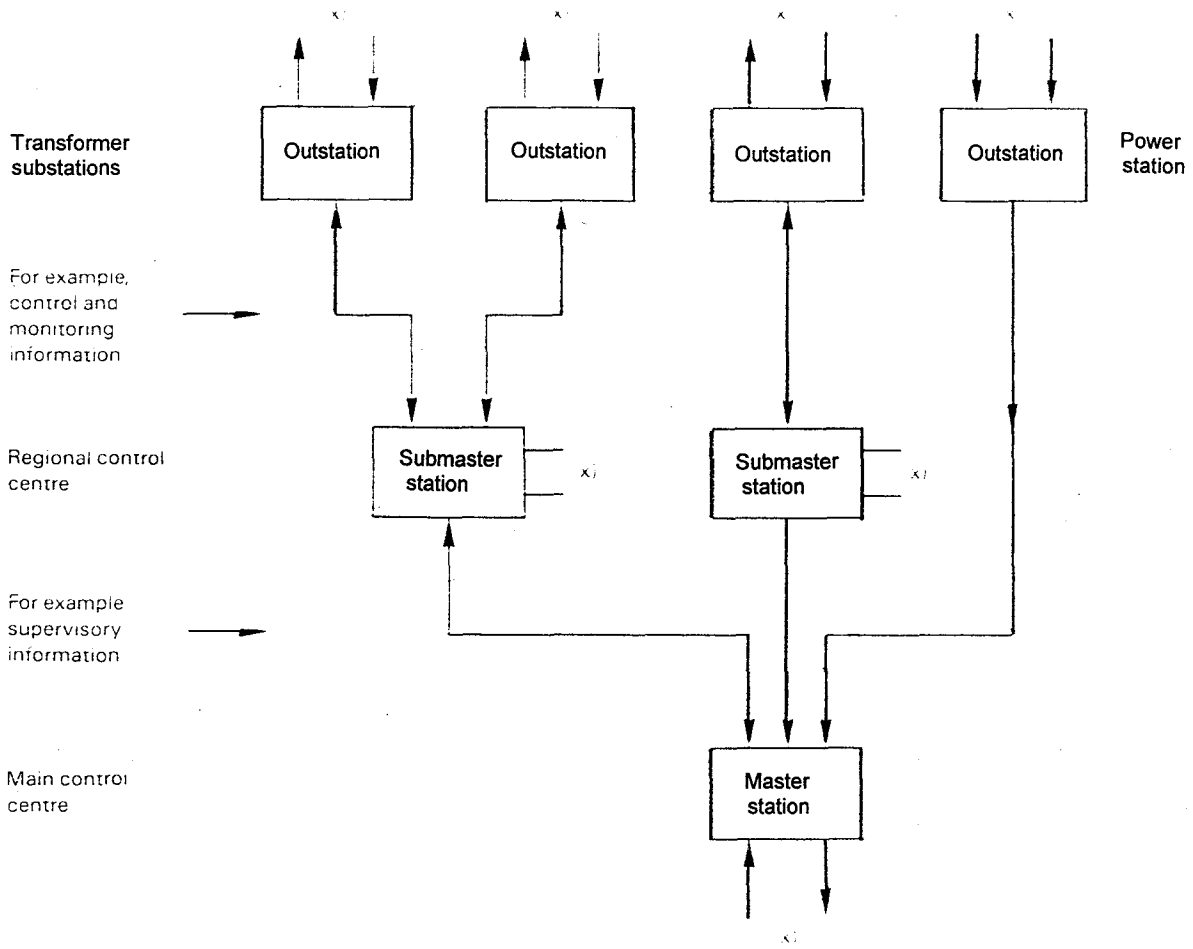 Transformer
substations
Outstation
Outstation
Outstation
Outstation
Power
station
For example,
control and
monitoring
information
Regional control
centre
Submaster
station
Submaster
station
For example
supervisory
information
Main control
centre
Master
station